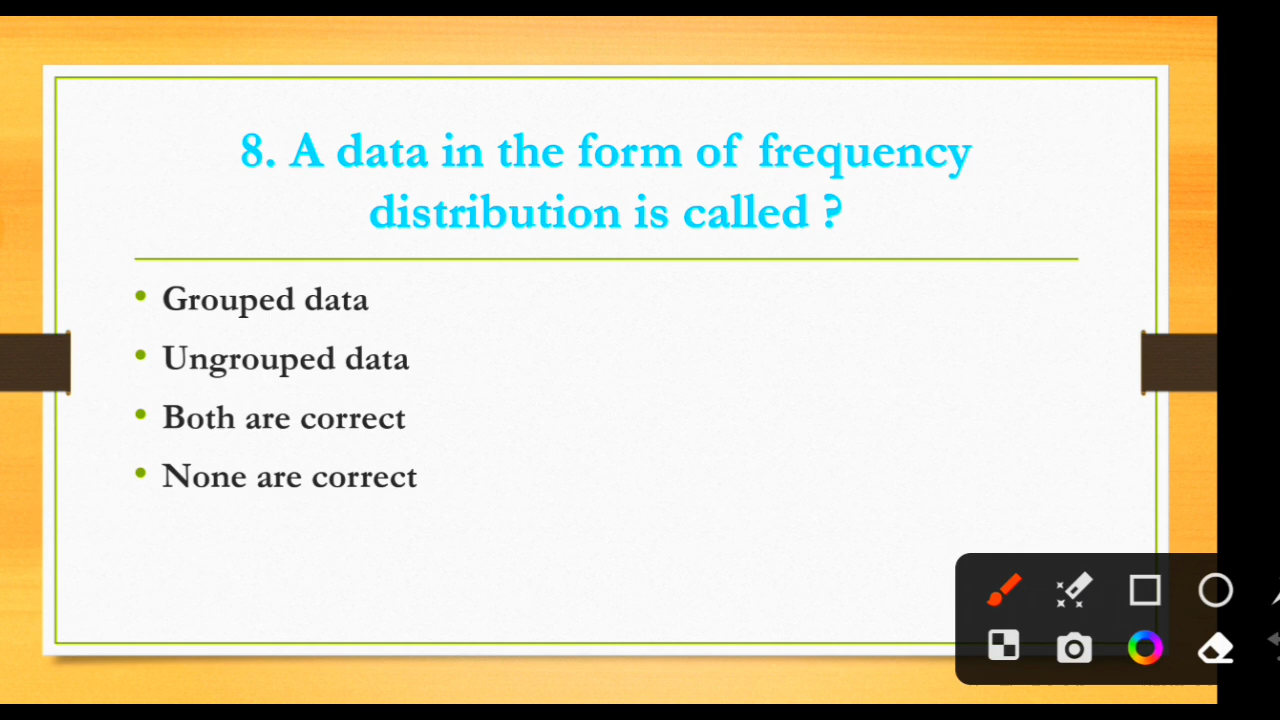 8. A data in the form of frequency
distribution is called ?
• Grouped data
• Ungrouped data
• Both are correct
• None are correct